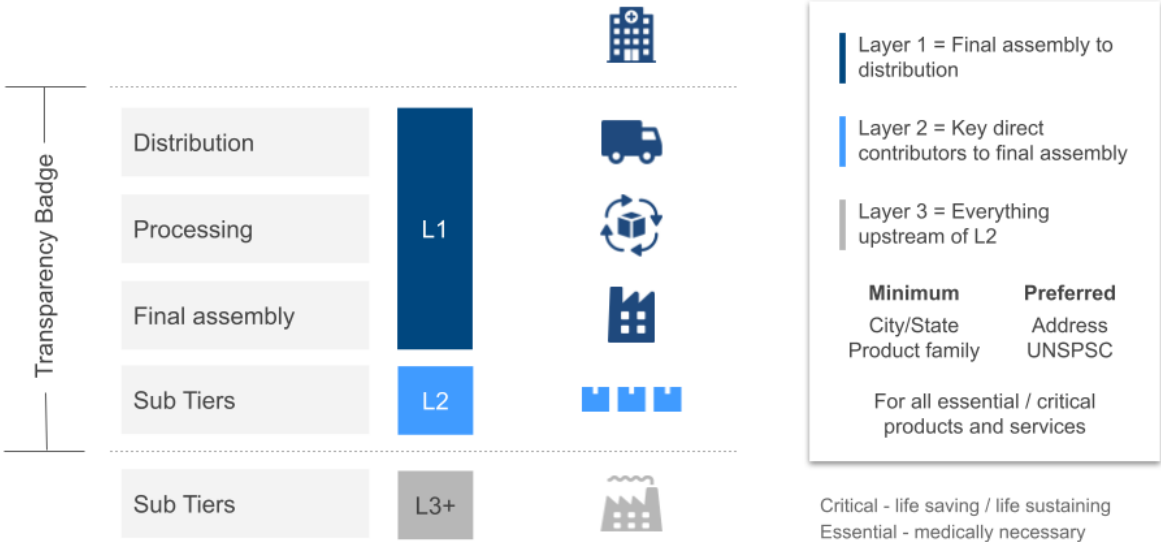 Transparency Badge
Distribution
Processing
Final assembly
Sub Tiers
Sub Tiers
L1
L2
L3+
Layer 1 = Final assembly to
distribution
Layer 2 = Key direct
contributors to final assembly
Layer 3 = Everything
upstream of L2
Minimum Preferred
City/State Address
Product family UNSPSC
For all essential / critical
products and services
Critical - life saving / life sustaining
Essential - medically necessary